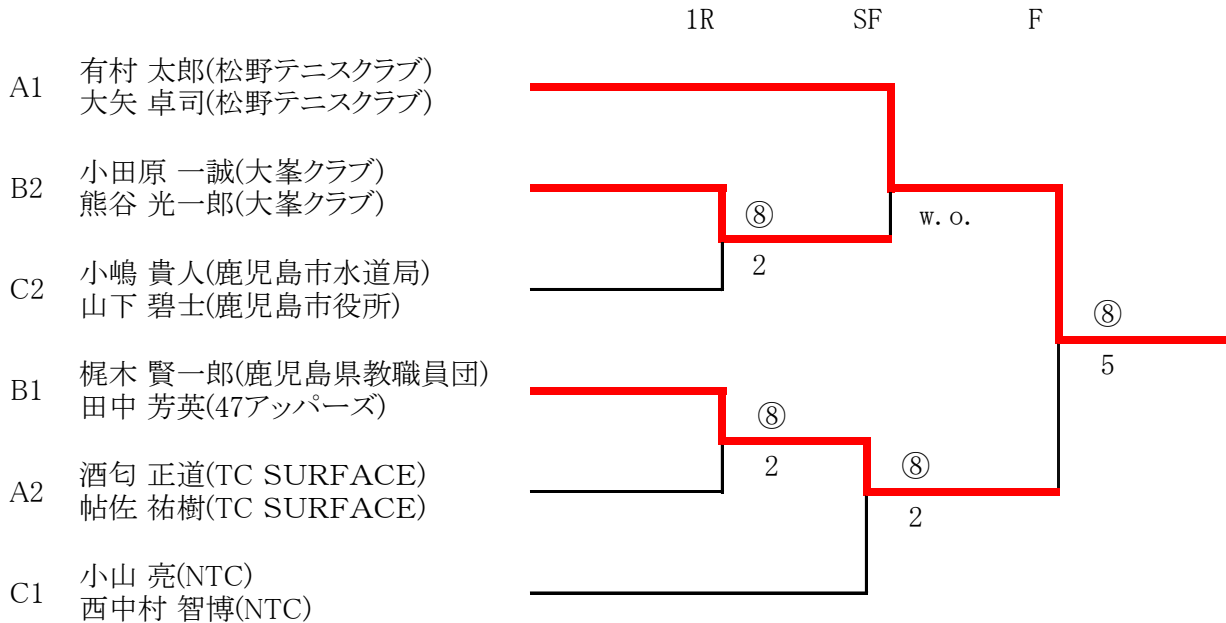 1R SF F
A1
有村 太郎(松野テニスクラブ)
大矢 卓司(松野テニスクラブ)
B2
小田原 一誠(大峯クラブ)
熊谷 光一郎(大峯クラブ)
⑧
2
w.o.
C2
小嶋 貴人(鹿児島市水道局)
山下 碧士(鹿児島市役所)
⑧
5
B1
梶木 賢一郎(鹿児島県教職員団)
田中 芳英(47アッパーズ)
⑧
2
A2
酒匂 正道(TC SURFACE)
帖佐 祐樹(TC SURFACE)
⑧
2
C1
小山 亮(NTC)
西中村 智博(NTC)